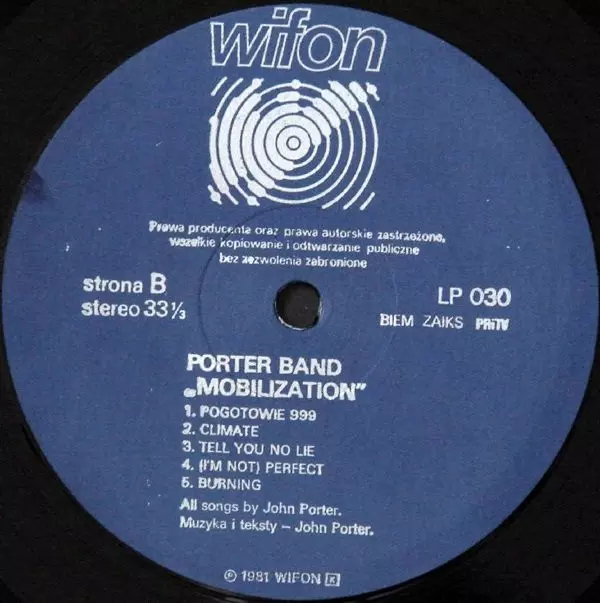 wifon
Prawa producenta oraz prawa autorskie zastrzeżone,
wszelkie kopiowanie i odtwarzanie publiczne
bez zezwolenia zabronione
strona B
stereo 33 ⅓
LP 030
BIEM ZAIKS PRiTV
PORTER BAND
„MOBILIZATION”
1. POGOTOWIE 999
2. CLIMATE
3. TELL YOU NO LIE
4. (I'M NOT) PERFECT
5. BURNING
All songs by John Porter.
Muzyka i teksty – John Porter.
℗ 1981 WIFON K